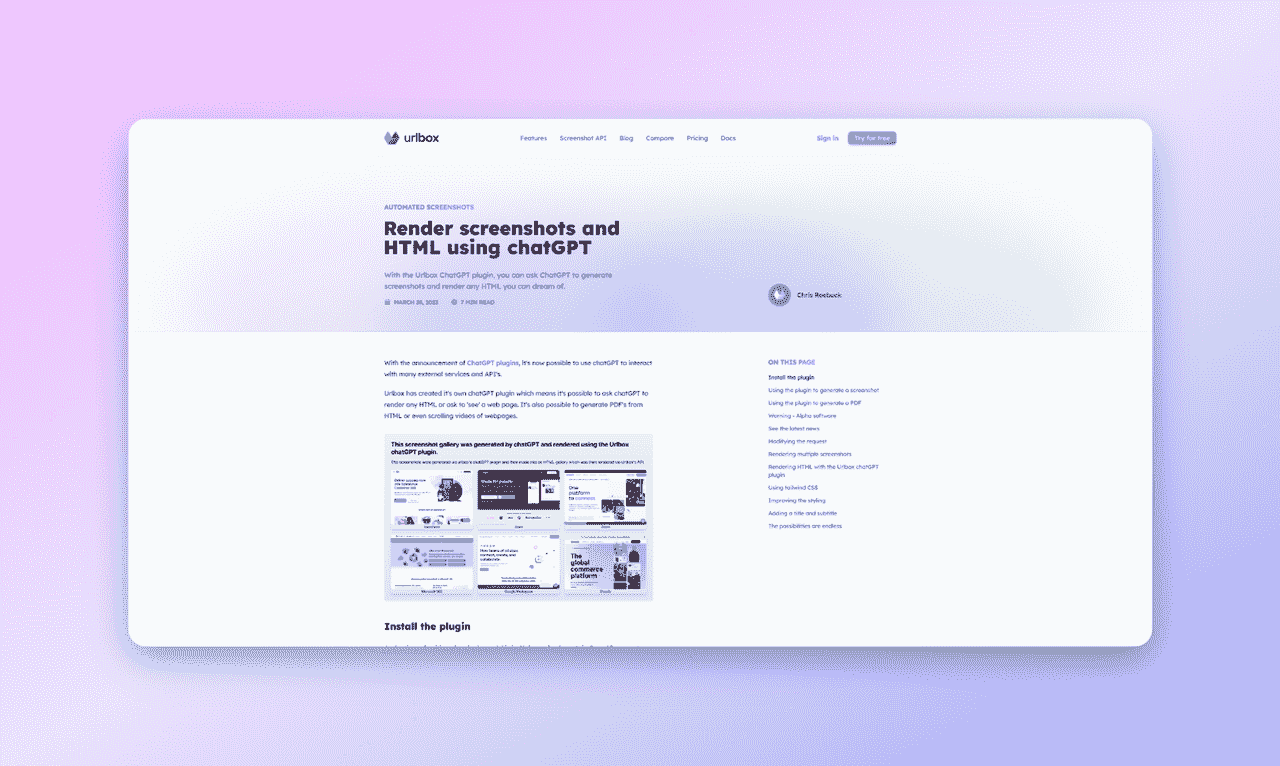 urlbox
Features Screenshot API Blog Compare Pricing Docs
Sign in Try for free
AUTOMATED SCREENSHOTS
Render screenshots and
HTML using chatGPT
With the Urlbox ChatGPT plugin, you can ask ChatGPT to generate
screenshots and render any HTML you can dream of.
7 MIN READ
Chris Roebuck
With the announcement of ChatGPT plugins, it's now possible to use chatGPT to interact
with many external services and API's.
Urlbox has created it's own chatGPT plugin which means it's possible to ask chatGPT to
render any HTML or ask to 'see' a web page. It's also possible to generate PDF's from
HTML or even scrolling videos of webpages.
This screenshot gallery was generated by chatGPT and rendered using the Urlbox
chatGPT plugin.
The global
commerce
platform
Install the plugin
ON THIS PAGE
Install the plugin
Using the plugin to generate a screenshot
Using the plugin to generate a PDF
Warning - Alpha software
See the latest news
Modifying the request
Rendering multiple screenshots
Rendering HTML with the Urlbox chatGPT
plugin
Using tailwind CSS
Improving the styling
Adding a title and subtitle
The possibilities are endless